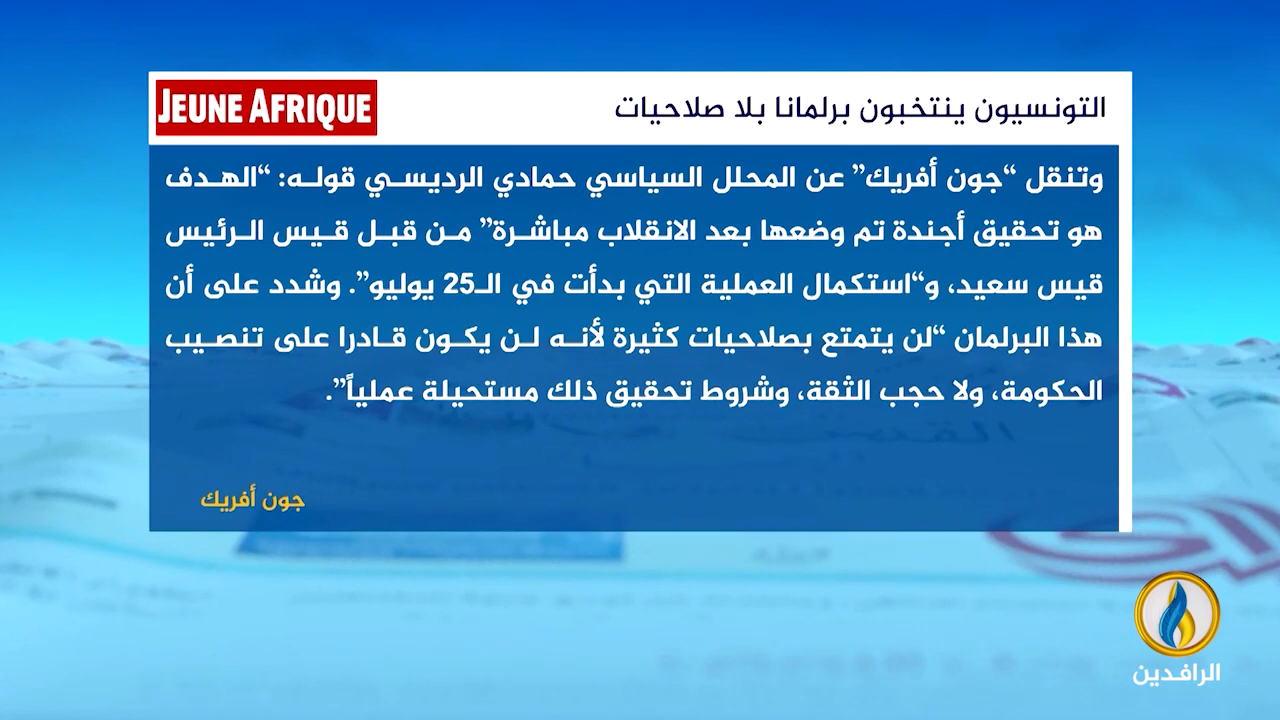 JEUNE AFRIQUE
التونسيون ينتخبون برلمانا بلا صلاحيات
وتنقل “جون أفريك” عن المحلل السياسي حمادي الرديسي قوله: “الهدف
هو تحقيق أجندة تم وضعها بعد الانقلاب مباشرة” من قبل قيس الرئيس
قيس سعيد، و“استكمال العملية التي بدأت في الـ25 يوليو”. وشدد على أن
هذا البرلمان “لن يتمتع بصلاحيات كثيرة لأنه لن يكون قادرا على تنصيب
الحكومة، ولا حجب الثقة، وشروط تحقيق ذلك مستحيلة عملياً”.
جون أفريك
الرافدين